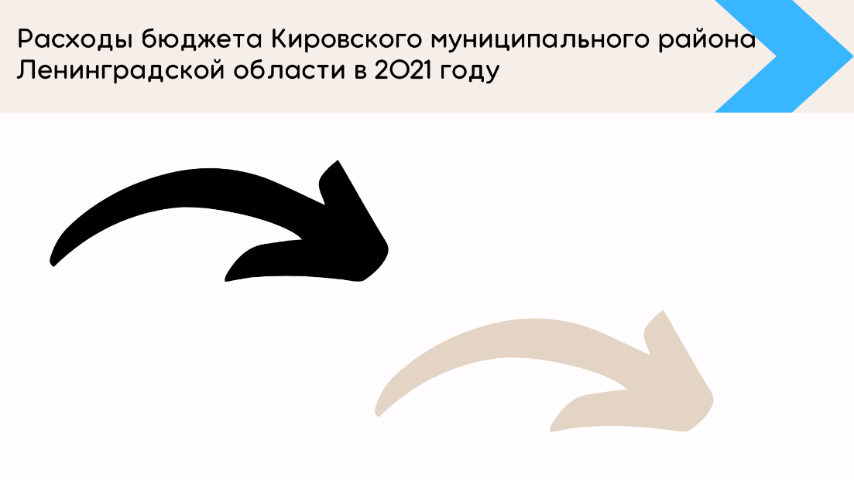 Расходы бюджета Кировского муниципального района
Ленинградской области в 2021 году